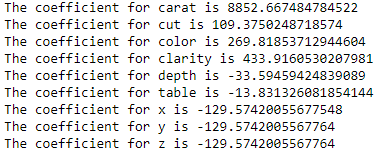 The coefficient for carat is 8852.667484784522
The coefficient for cut is 109.3750248718574
The coefficient for color is 269.81853712944604
The coefficient for clarity is 433.9160530207981
The coefficient for depth is -33.59459424839089
The coefficient for table is -13.831326081854144
The coefficient for x is -129.5742005677548
The coefficient for y is -129.5742005567764
The coefficient for z is -129.5742005567764